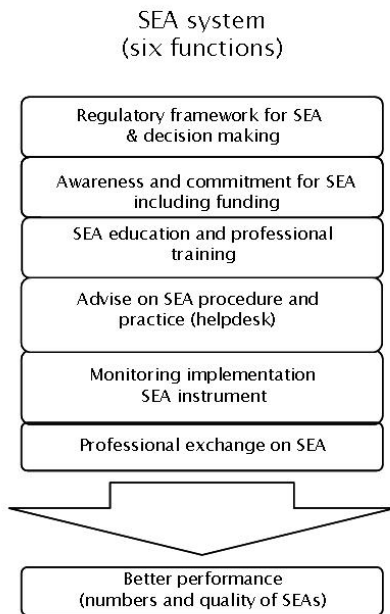 SEA system
(six functions)
Regulatory framework for SEA
& decision making
Awareness and commitment for SEA
including funding
SEA education and professional
training
Advise on SEA procedure and
practice (helpdesk)
Monitoring implementation
SEA instrument
Professional exchange on SEA
Better performance
(numbers and quality of SEAs)